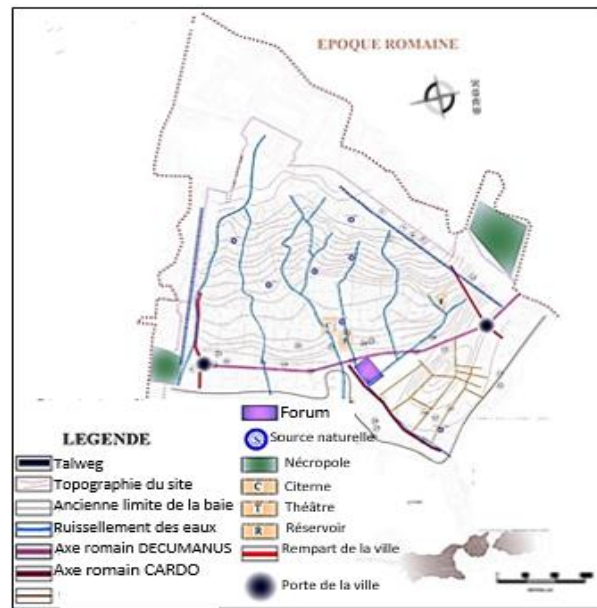 EPOQUE ROMAINE
NORD
LEGENDE
Talweg
Topographie du site
Ancienne limite de la baie
Ruissellement des eaux
Axe romain DECUMANUS
Axe romain CARDO
Forum
S Source naturelle
Nécropole
C Citerne
T Théâtre
R Réservoir
Rempart de la ville
Porte de la ville